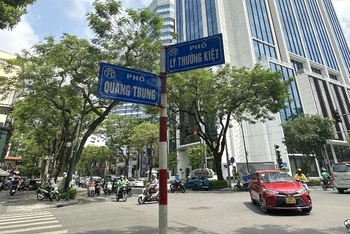 PHỐ
LÝ THƯỜNG KIỆT
PHỐ
QUANG TRUNG